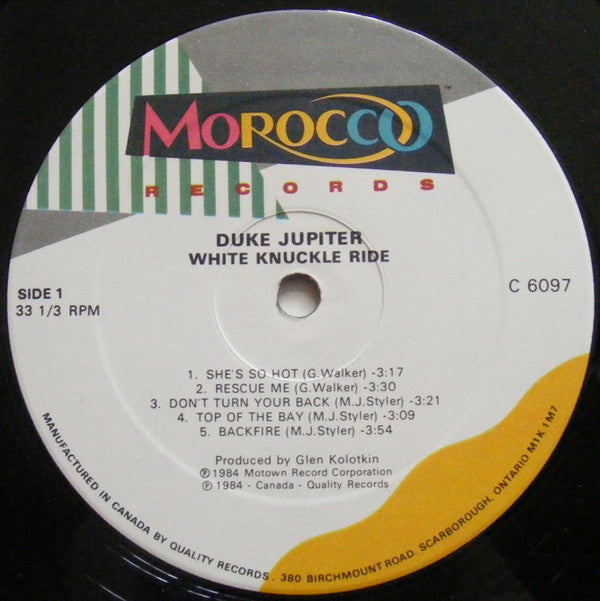 MOROCCO™
RECORDS
DUKE JUPITER
WHITE KNUCKLE RIDE
SIDE 1
33 1/3 RPM
C 6097
1. SHE'S SO HOT (G.Walker) -3:17
2. RESCUE ME (G.Walker) -3:30
3. DON'T TURN YOUR BACK (M.J.Styler) -3:21
4. TOP OF THE BAY (M.J.Styler) -3:09
5. BACKFIRE (M.J.Styler) -3:54
Produced by Glen Kolotkin
℗1984 Motown Record Corporation
℗ 1984 · Canada · Quality Records
MANUFACTURED IN CANADA BY QUALITY RECORDS · 380 BIRCHMOUNT ROAD, SCARBOROUGH, ONTARIO M1K 1M7